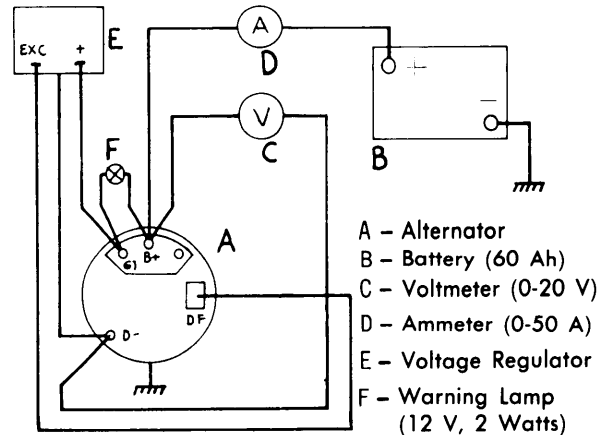 EXC +
E
A
D
+
−
B
V
C
F
A
61 B+
DF
D-
A – Alternator
B – Battery (60 Ah)
C – Voltmeter (0-20 V)
D – Ammeter (0-50 A)
E – Voltage Regulator
F – Warning Lamp
(12 V, 2 Watts)